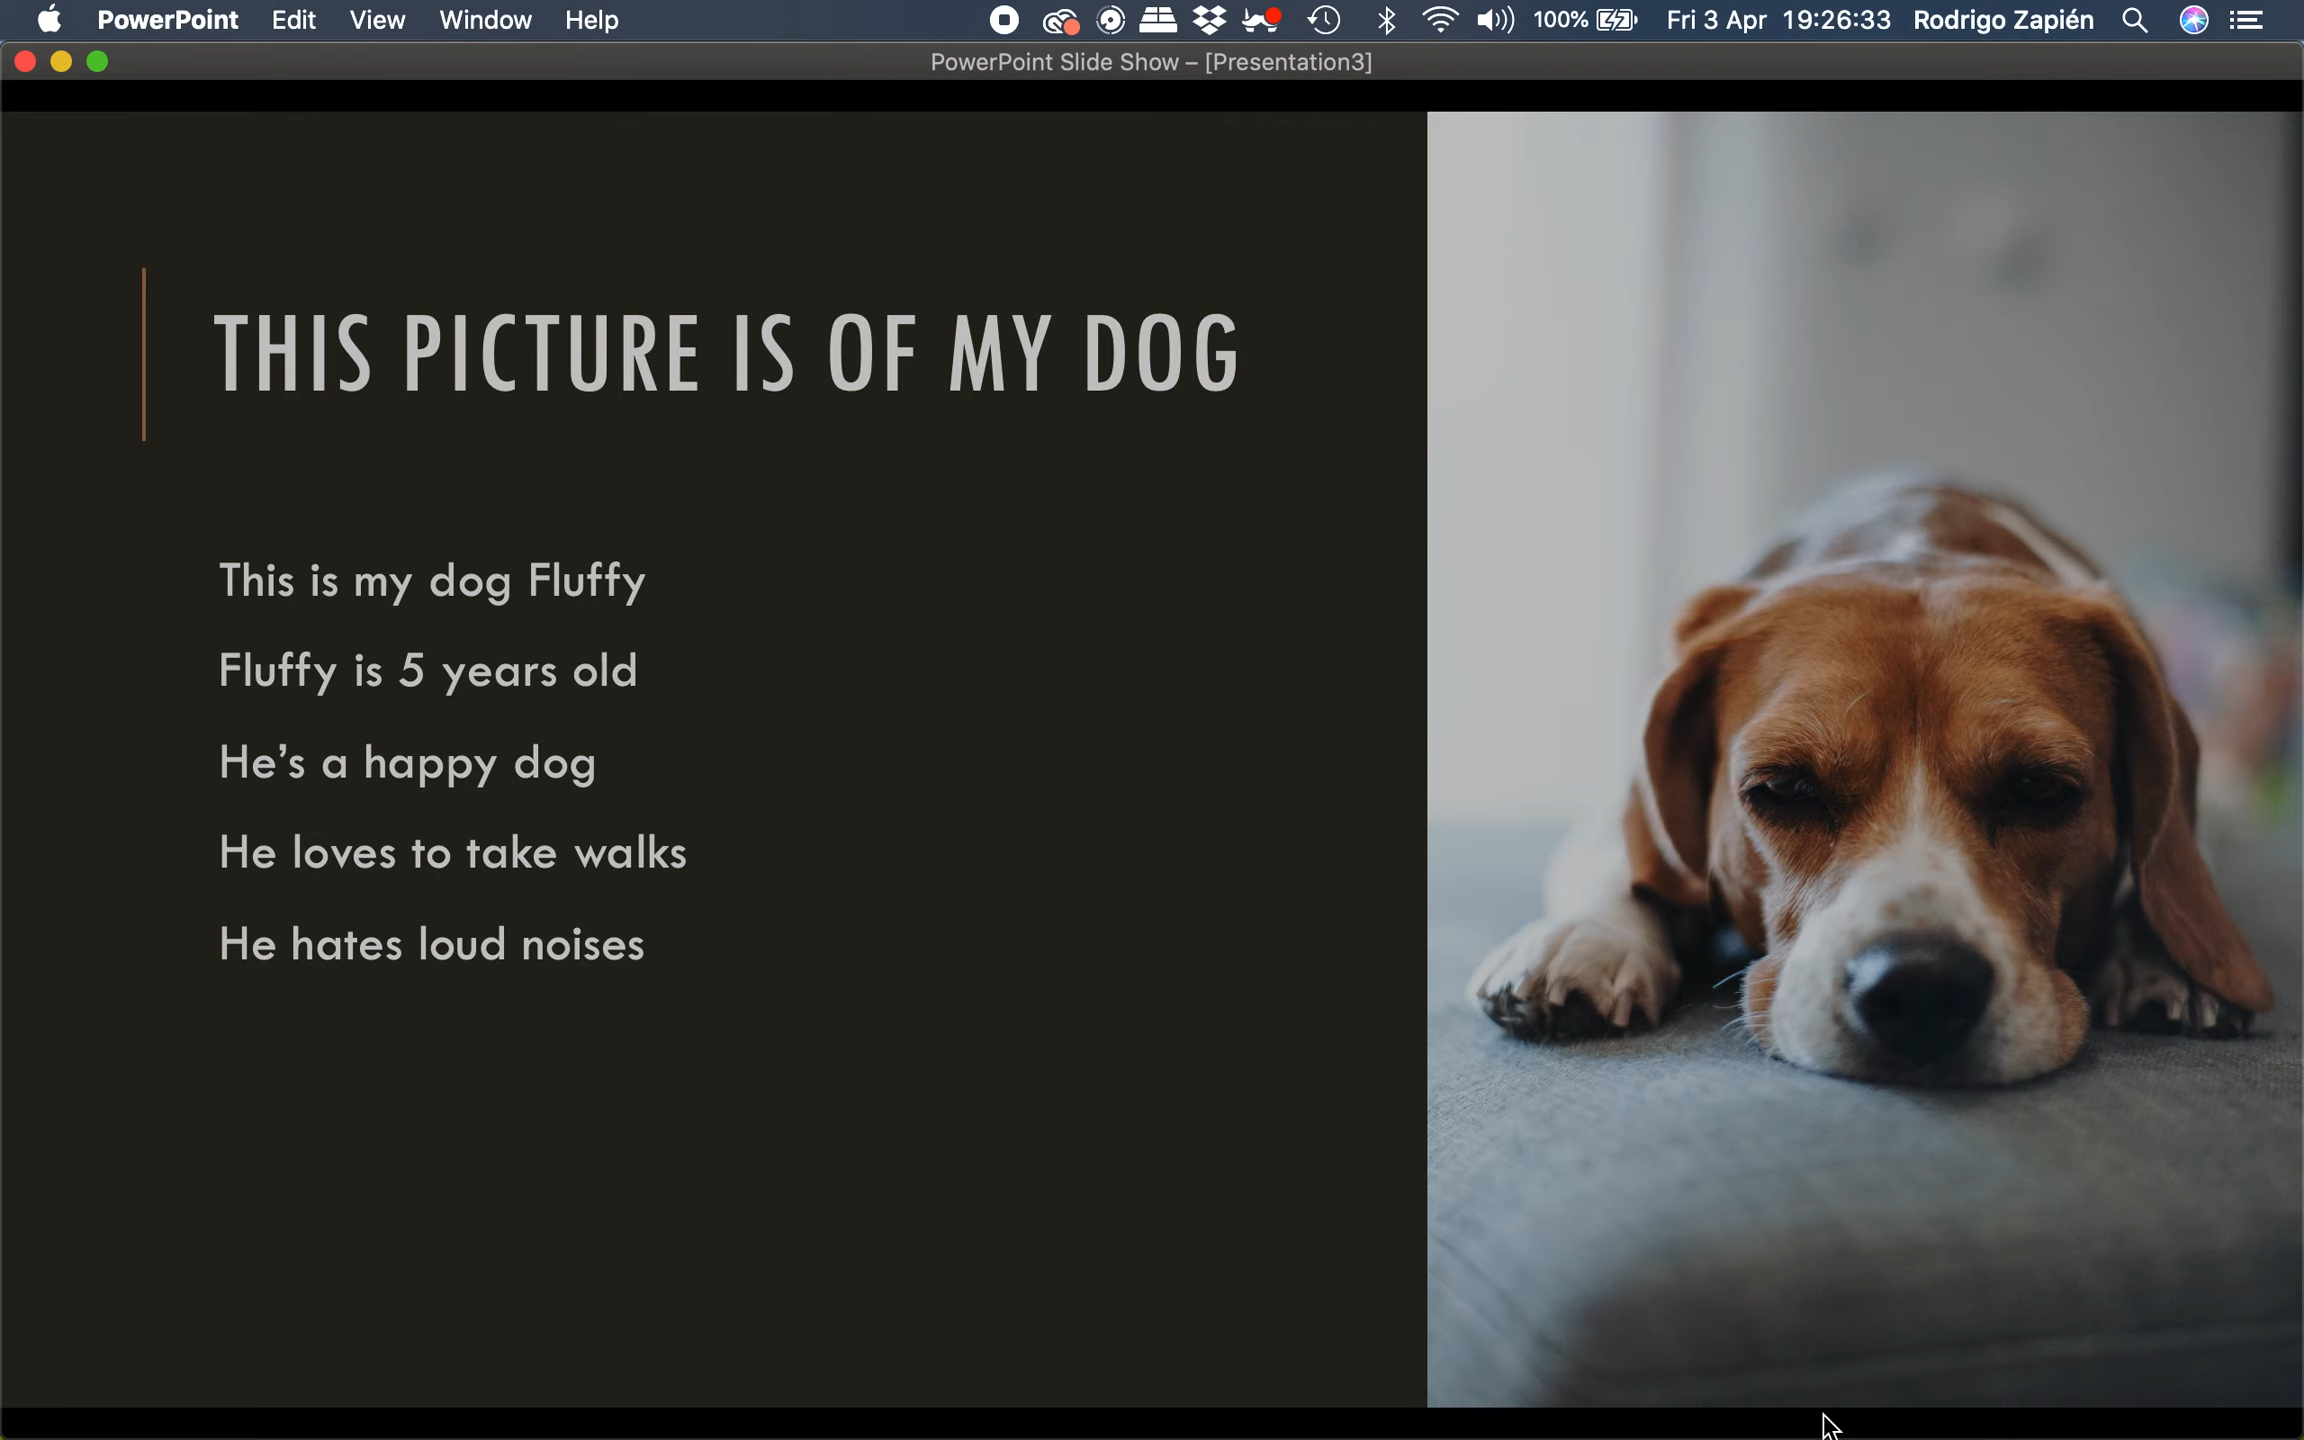 PowerPoint Edit View Window Help 100% Fri 3 Apr 19:26:33 Rodrigo Zapién
PowerPoint Slide Show – [Presentation3]
THIS PICTURE IS OF MY DOG
This is my dog Fluffy
Fluffy is 5 years old
He’s a happy dog
He loves to take walks
He hates loud noises